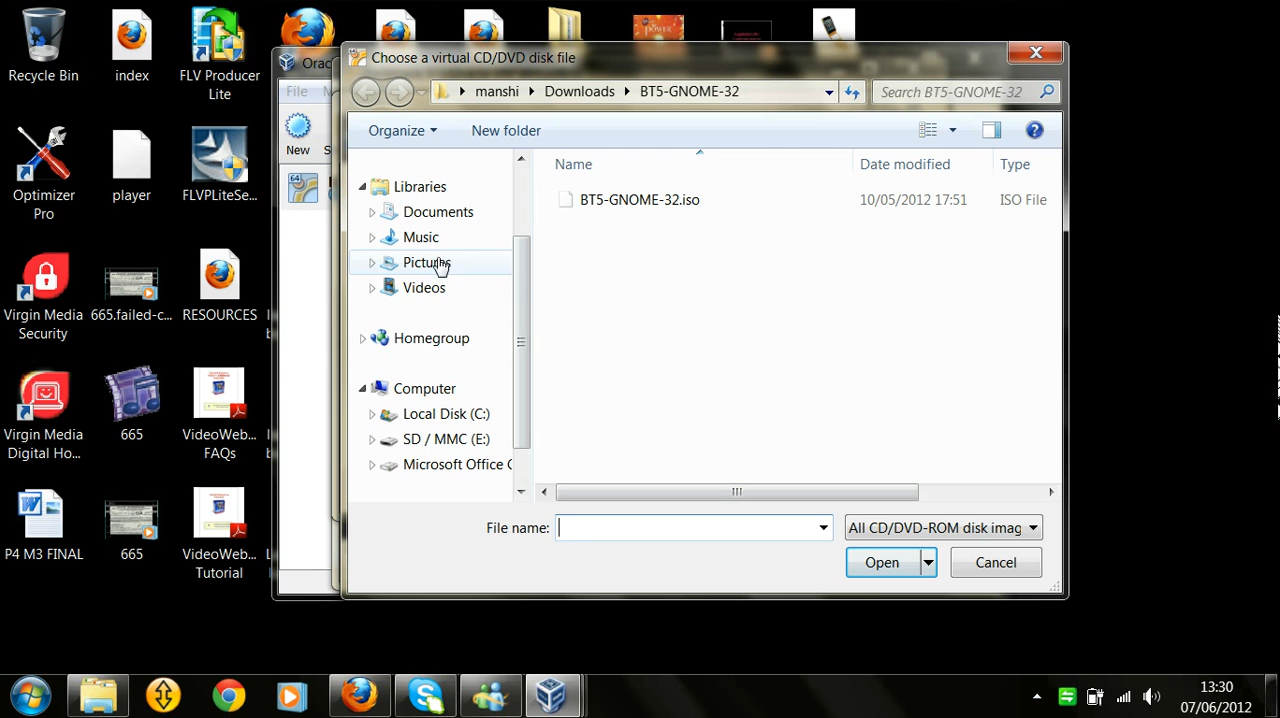 Recycle Bin
index
FLV Producer
Lite
Optimizer
Pro
player
FLVPLiteSe...
Virgin Media
Security
665.failed-c...
RESOURCES
Virgin Media
Digital Ho...
665
VideoWeb...
FAQs
P4 M3 FINAL
665
VideoWeb...
Tutorial
Orac
File
New
64
Choose a virtual CD/DVD disk file
manshi
Downloads
BT5-GNOME-32
Search BT5-GNOME-32
Organize
New folder
Name
Date modified
Type
BT5-GNOME-32.iso
10/05/2012 17:51
ISO File
Libraries
Documents
Music
Pictures
Videos
Homegroup
Computer
Local Disk (C:)
SD / MMC (E:)
Microsoft Office C
File name:
All CD/DVD-ROM disk imag
Open
Cancel
13:30
07/06/2012